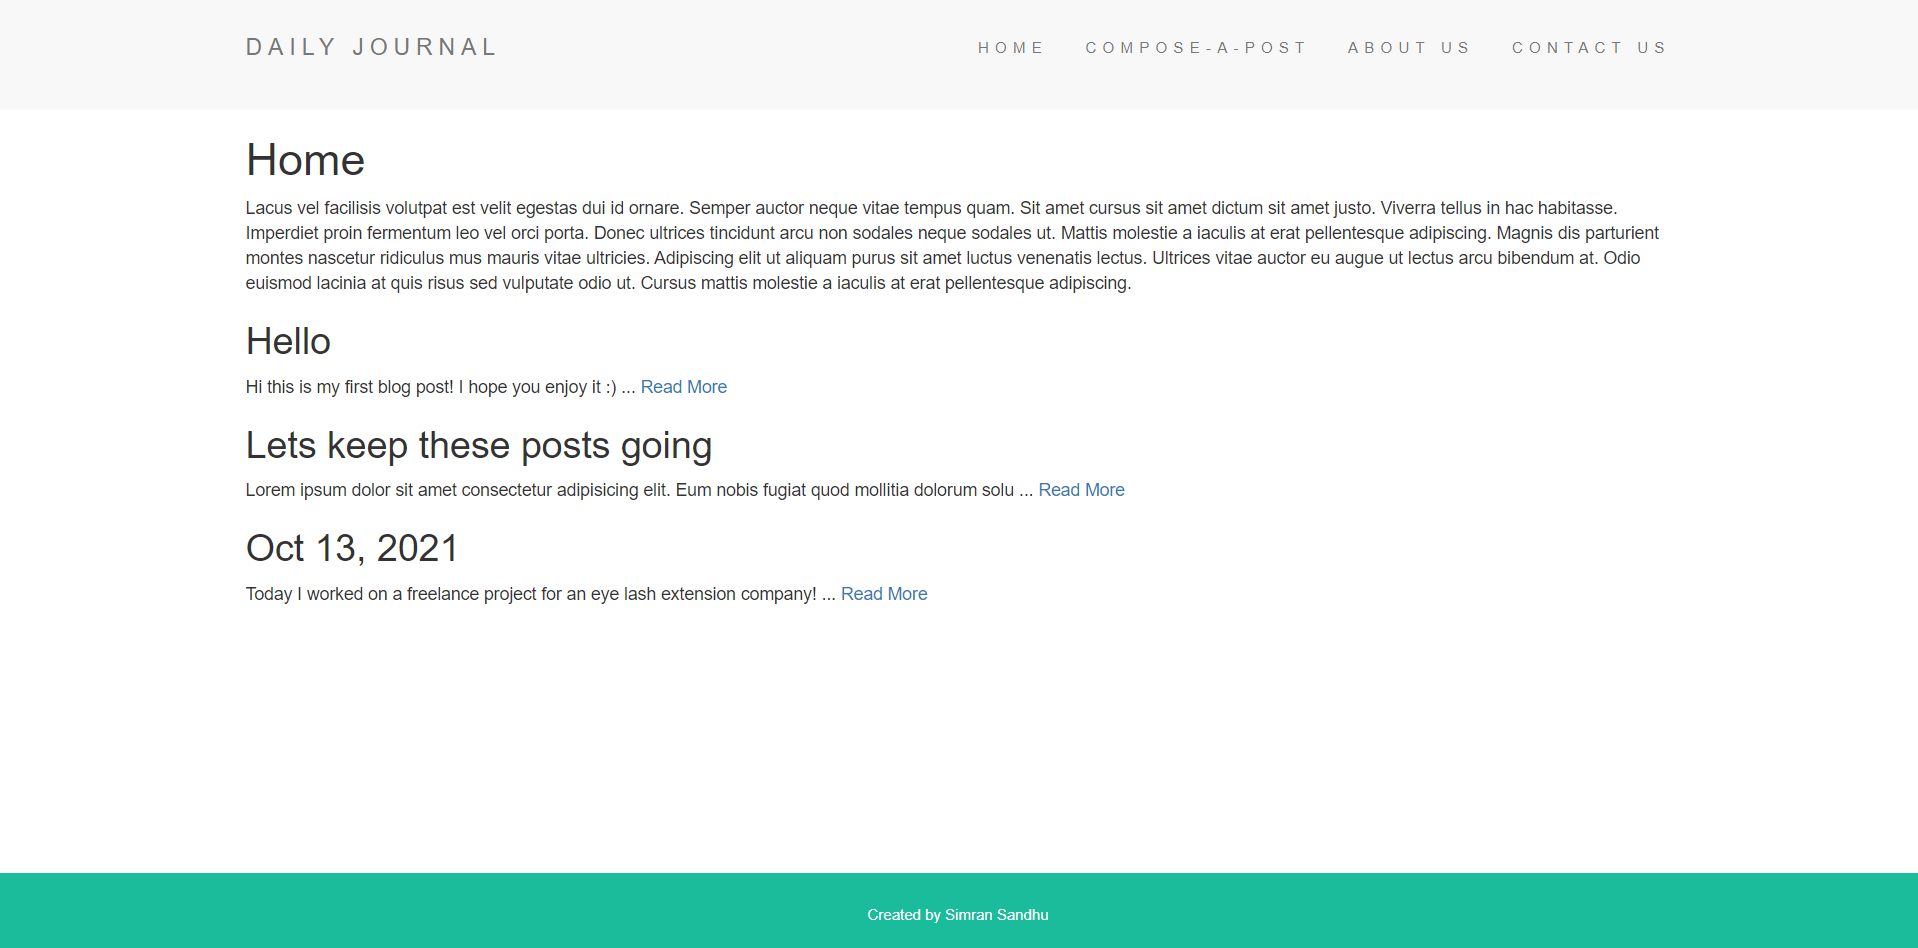 DAILY JOURNAL
HOME COMPOSE-A-POST ABOUT US CONTACT US
Home
Lacus vel facilisis volutpat est velit egestas dui id ornare. Semper auctor neque vitae tempus quam. Sit amet cursus sit amet dictum sit amet justo. Viverra tellus in hac habitasse.
Imperdiet proin fermentum leo vel orci porta. Donec ultrices tincidunt arcu non sodales neque sodales ut. Mattis molestie a iaculis at erat pellentesque adipiscing. Magnis dis parturient
montes nascetur ridiculus mus mauris vitae ultricies. Adipiscing elit ut aliquam purus sit amet luctus venenatis lectus. Ultrices vitae auctor eu augue ut lectus arcu bibendum at. Odio
euismod lacinia at quis risus sed vulputate odio ut. Cursus mattis molestie a iaculis at erat pellentesque adipiscing.
Hello
Hi this is my first blog post! I hope you enjoy it :) ... Read More
Lets keep these posts going
Lorem ipsum dolor sit amet consectetur adipisicing elit. Eum nobis fugiat quod mollitia dolorum solu ... Read More
Oct 13, 2021
Today I worked on a freelance project for an eye lash extension company! ... Read More
Created by Simran Sandhu